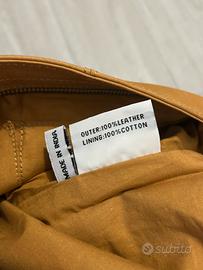 OUTER:100%LEATHER
LINING:100%COTTON
MADE IN INDIA
subito